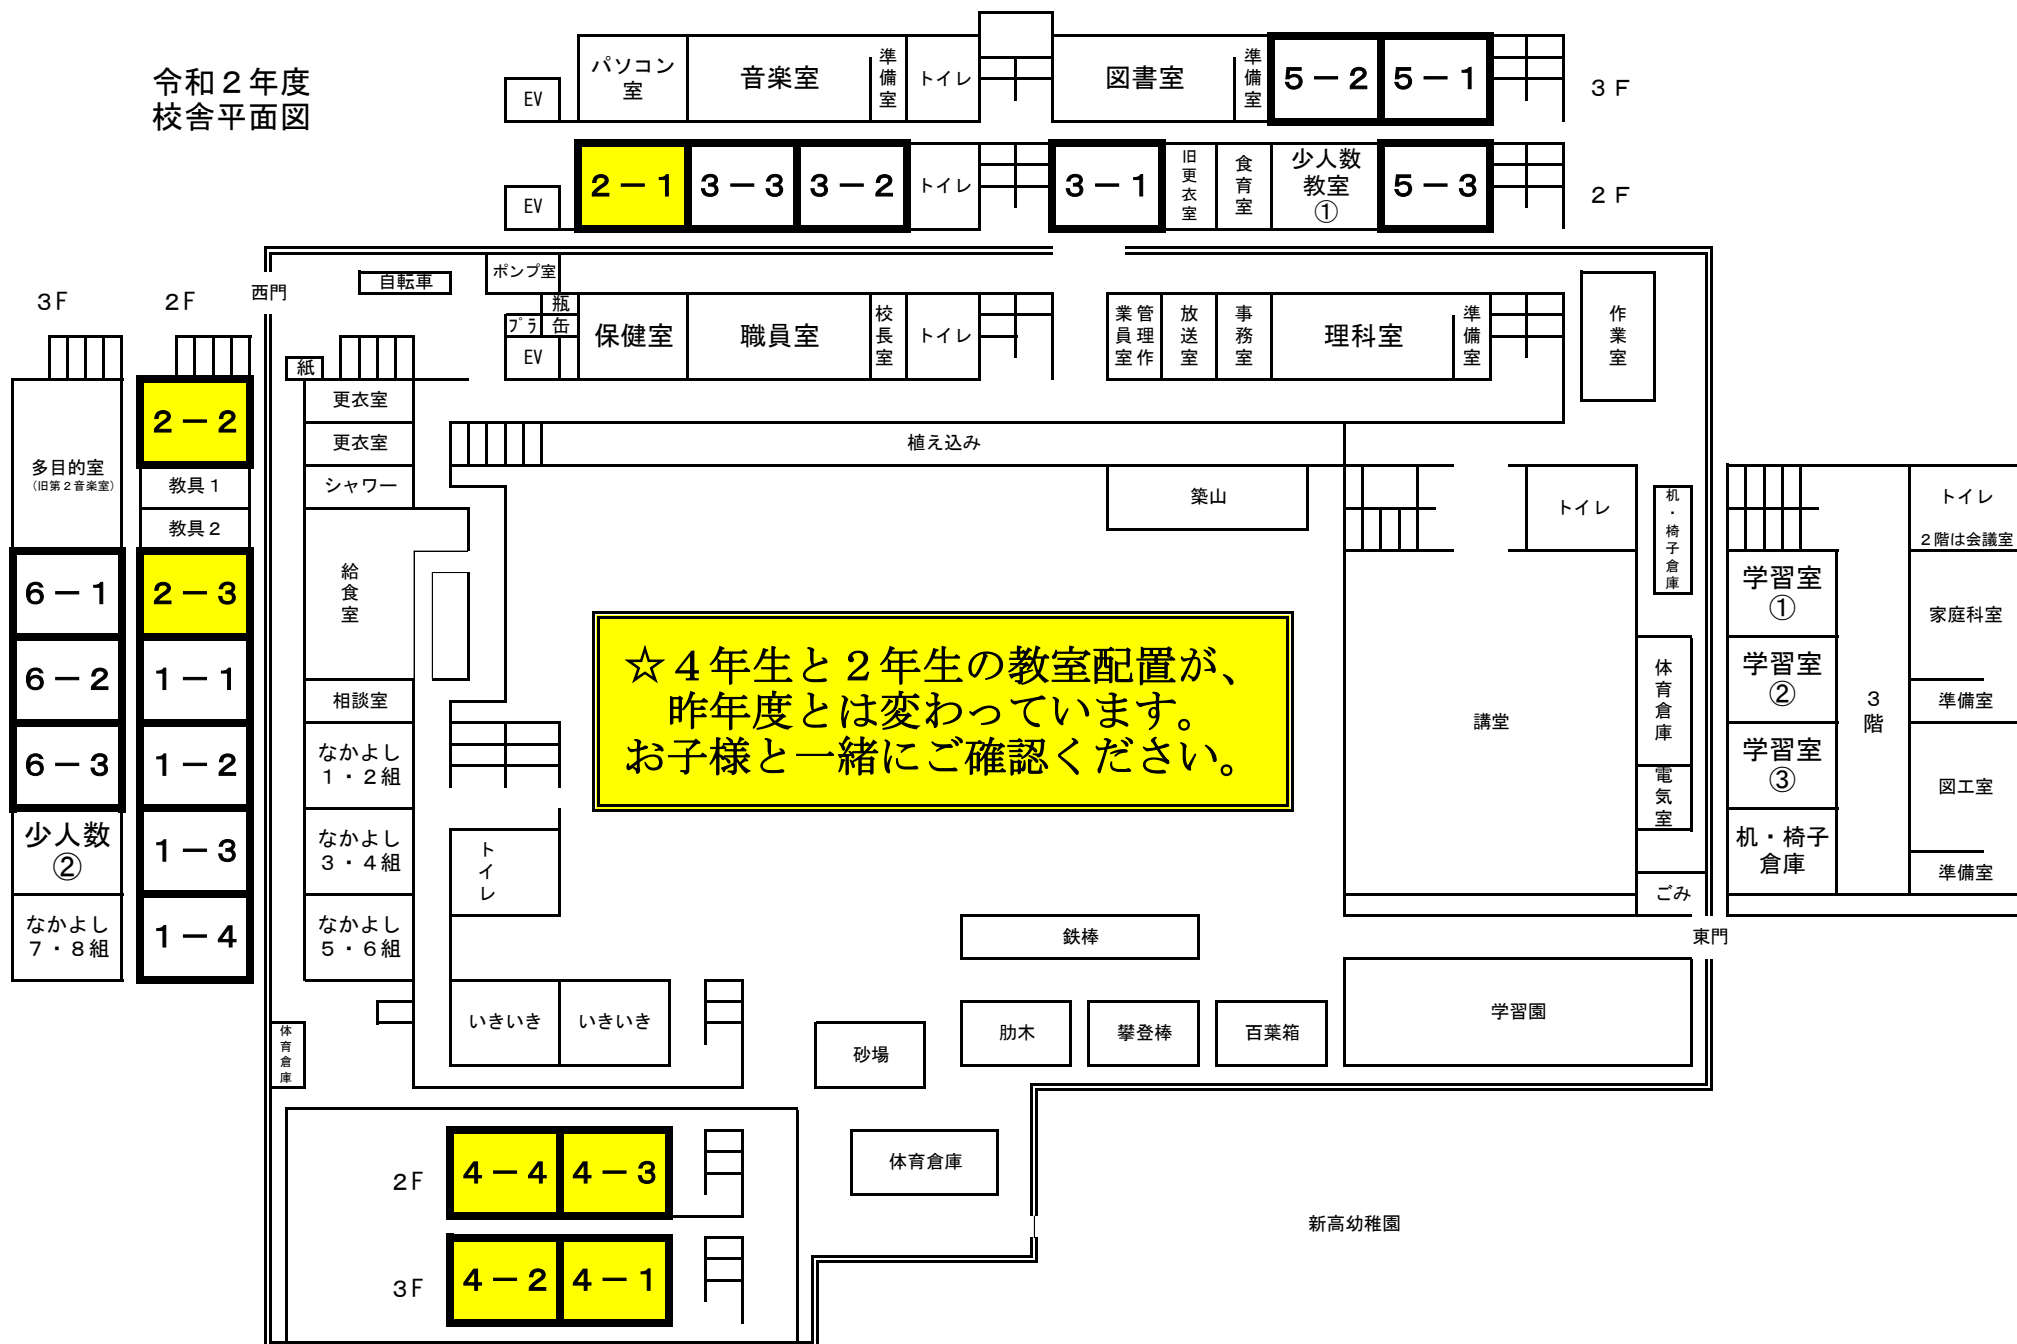 令和２年度
校舎平面図
EV
パソコン
室
音楽室
準備室
トイレ
図書室
準備室
５－２
５－１
３Ｆ
EV
２－１
３－３
３－２
トイレ
３－１
旧更衣室
食育室
少人数
教室
①
５－３
２Ｆ
３Ｆ
２Ｆ
西門
自転車
ポンプ室
プラ
瓶
缶
EV
保健室
職員室
校長室
トイレ
管理作
業員室
放送室
事務室
理科室
準備室
作業室
紙
更衣室
更衣室
シャワー
植え込み
築山
トイレ
机・椅子倉庫
多目的室
（旧第２音楽室）
２－２
教具１
教具２
６－１
２－３
６－２
１－１
６－３
１－２
少人数
②
１－３
なかよし
７・８組
１－４
給食室
相談室
なかよし
１・２組
なかよし
３・４組
なかよし
５・６組
トイレ
☆４年生と２年生の教室配置が、
昨年度とは変わっています。
お子様と一緒にご確認ください。
講堂
体育倉庫
電気室
ごみ
トイレ
２階は会議室
学習室
①
学習室
②
学習室
③
机・椅子
倉庫
３階
家庭科室
準備室
図工室
準備室
東門
鉄棒
いきいき
いきいき
砂場
肋木
攀登棒
百葉箱
学習園
体育倉庫
２Ｆ
４－４
４－３
体育倉庫
３Ｆ
４－２
４－１
新高幼稚園